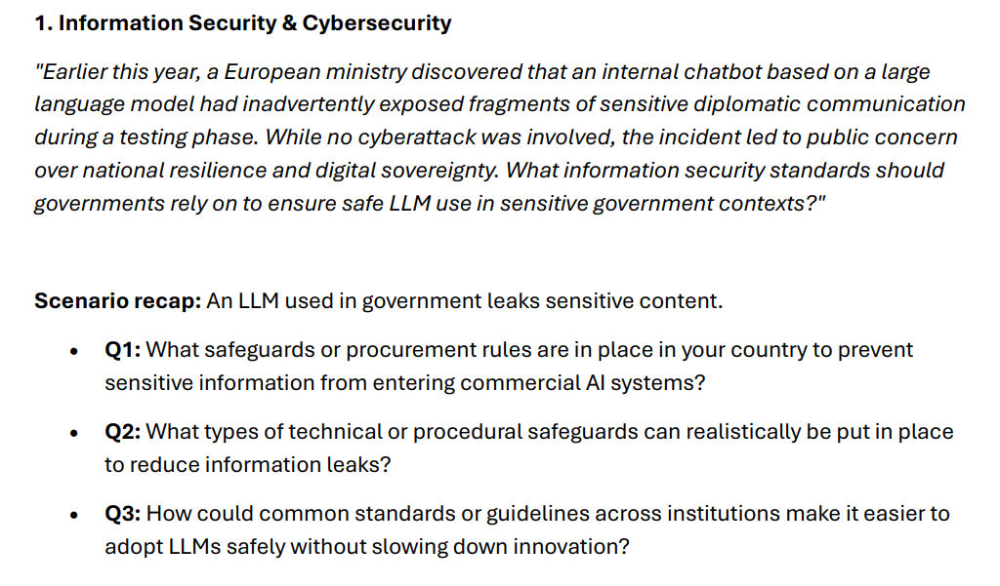 1. Information Security & Cybersecurity
"Earlier this year, a European ministry discovered that an internal chatbot based on a large
language model had inadvertently exposed fragments of sensitive diplomatic communication
during a testing phase. While no cyberattack was involved, the incident led to public concern
over national resilience and digital sovereignty. What information security standards should
governments rely on to ensure safe LLM use in sensitive government contexts?"
Scenario recap: An LLM used in government leaks sensitive content.
• Q1: What safeguards or procurement rules are in place in your country to prevent
sensitive information from entering commercial AI systems?
• Q2: What types of technical or procedural safeguards can realistically be put in place
to reduce information leaks?
• Q3: How could common standards or guidelines across institutions make it easier to
adopt LLMs safely without slowing down innovation?